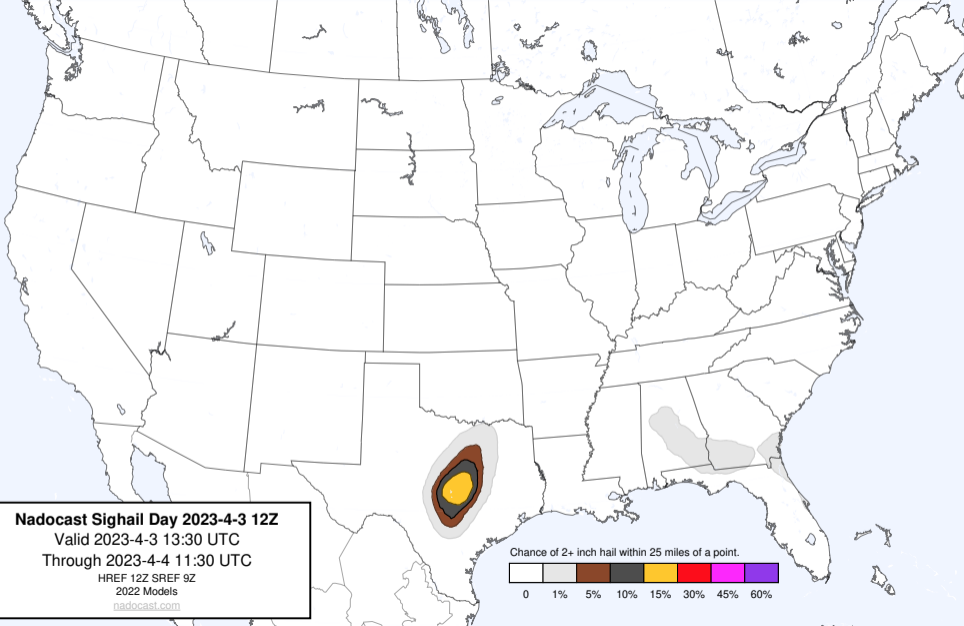 Nadocast Sighail Day 2023-4-3 12Z
Valid 2023-4-3 13:30 UTC
Through 2023-4-4 11:30 UTC
HREF 12Z SREF 9Z
2022 Models
nadocast.com
Chance of 2+ inch hail within 25 miles of a point.
0 1% 5% 10% 15% 30% 45% 60%